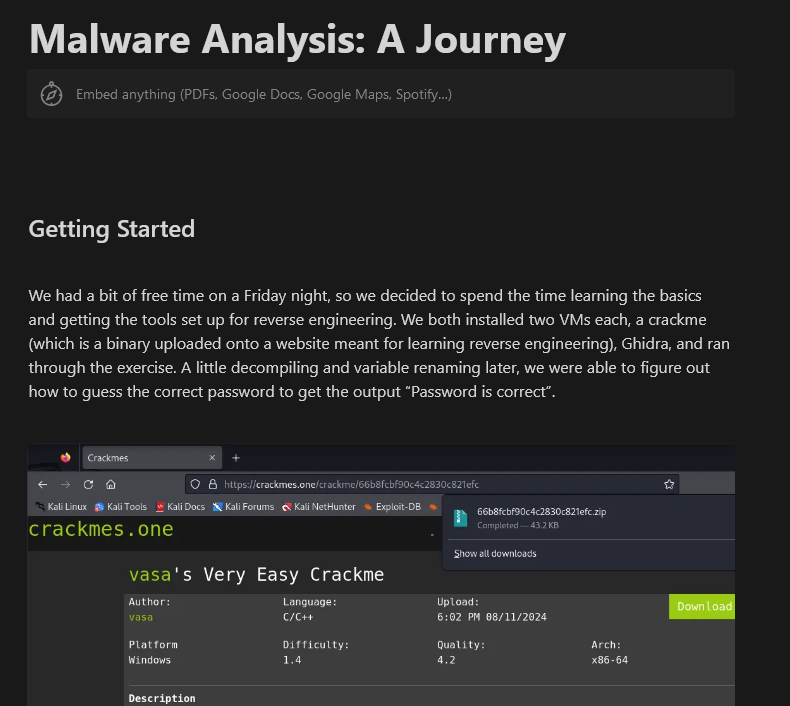 Malware Analysis: A Journey
Embed anything (PDFs, Google Docs, Google Maps, Spotify...)
Getting Started
We had a bit of free time on a Friday night, so we decided to spend the time learning the basics
and getting the tools set up for reverse engineering. We both installed two VMs each, a crackme
(which is a binary uploaded onto a website meant for learning reverse engineering), Ghidra, and ran
through the exercise. A little decompiling and variable renaming later, we were able to figure out
how to guess the correct password to get the output “Password is correct”.
Crackmes
https://crackmes.one/crackme/66b8fcbf90c4c2830c821efc
Kali Linux Kali Tools Kali Docs Kali Forums Kali NetHunter Exploit-DB
66b8fcbf90c4c2830c821efc.zip
Completed — 43.2 KB
Show all downloads
crackmes.one
vasa's Very Easy Crackme
Download
Author: Language: Upload:
vasa C/C++ 6:02 PM 08/11/2024
Platform Difficulty: Quality: Arch:
Windows 1.4 4.2 x86-64
Description